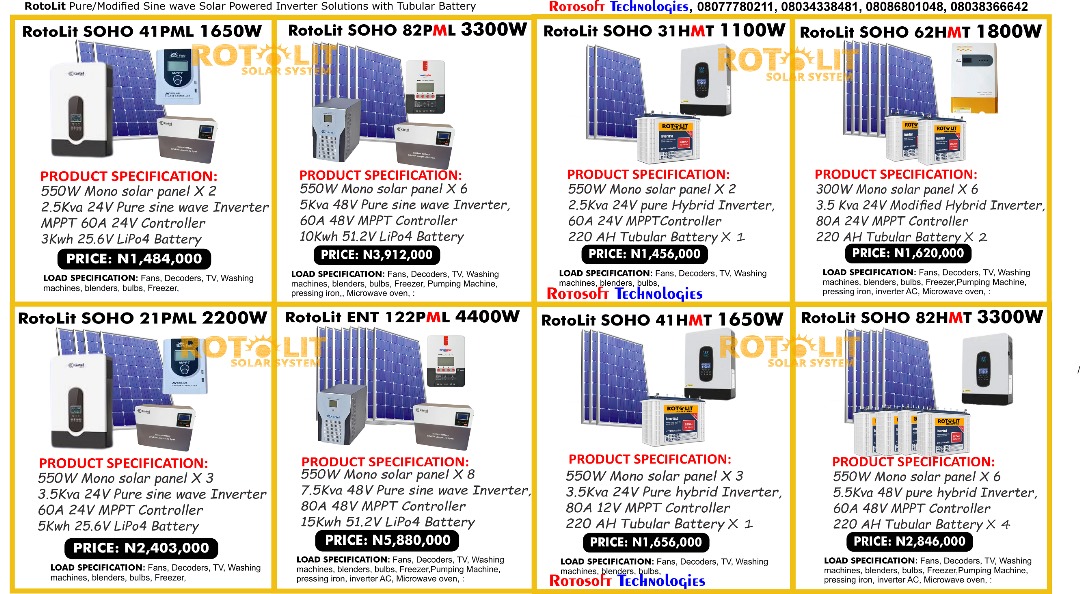 RotoLit Pure/Modified Sine wave Solar Powered Inverter Solutions with Tubular Battery
Rotosoft Technologies, 08077780211, 08034338481, 08086801048, 08038366642
RotoLit SOHO 41PML 1650W
ROTOLIT
SOLAR SYSTEM
PRODUCT SPECIFICATION:
550W Mono solar panel X 2
2.5Kva 24V Pure sine wave Inverter
MPPT 60A 24V Controller
3Kwh 25.6V LiPo4 Battery
PRICE: N1,484,000
LOAD SPECIFICATION: Fans, Decoders, TV, Washing
machines, blenders, bulbs, Freezer.
RotoLit SOHO 82PML 3300W
PRODUCT SPECIFICATION:
550W Mono solar panel X 6
5Kva 48V Pure sine wave Inverter,
60A 48V MPPT Controller
10Kwh 51.2V LiPo4 Battery
PRICE: N3,912,000
LOAD SPECIFICATION: Fans, Decoders, TV, Washing
machines, blenders, bulbs, Freezer, Pumping Machine,
pressing iron,, Microwave oven, :
RotoLit SOHO 31HMT 1100W
ROTOLIT
SOLAR SYSTEM
ROTOLIT
PRODUCT SPECIFICATION:
550W Mono solar panel X 2
2.5Kva 24V pure Hybrid Inverter,
60A 24V MPPTController
220 AH Tubular Battery X 1
PRICE: N1,456,000
LOAD SPECIFICATION: Fans, Decoders, TV, Washing
machines, blenders, bulbs,
Rotosoft Technologies
RotoLit SOHO 62HMT 1800W
ROTOLIT
ROTOLIT
PRODUCT SPECIFICATION:
300W Mono solar panel X 6
3.5 Kva 24V Modified Hybrid Inverter,
80A 24V MPPT Controller
220 AH Tubular Battery X 2
PRICE: N1,620,000
LOAD SPECIFICATION: Fans, Decoders, TV, Washing
machines, blenders, bulbs, Freezer,Pumping Machine,
pressing iron, inverter AC, Microwave oven, :
RotoLit SOHO 21PML 2200W
ROTOLIT
SOLAR SYSTEM
PRODUCT SPECIFICATION:
550W Mono solar panel X 3
3.5Kva 24V Pure sine wave Inverter
60A 24V MPPT Controller
5Kwh 25.6V LiPo4 Battery
PRICE: N2,403,000
LOAD SPECIFICATION: Fans, Decoders, TV, Washing
machines, blenders, bulbs, Freezer,
RotoLit ENT 122PML 4400W
PRODUCT SPECIFICATION:
550W Mono solar panel X 8
7.5Kva 48V Pure sine wave Inverter,
80A 48V MPPT Controller
15Kwh 51.2V LiPo4 Battery
PRICE: N5,880,000
LOAD SPECIFICATION: Fans, Decoders, TV, Washing
machines, blenders, bulbs, Freezer,Pumping Machine,
pressing iron, inverter AC, Microwave oven, :
RotoLit SOHO 41HMT 1650W
ROTOLIT
SOLAR SYSTEM
ROTOLIT
PRODUCT SPECIFICATION:
550W Mono solar panel X 3
3.5Kva 24V Pure hybrid Inverter,
80A 12V MPPT Controller
220 AH Tubular Battery X 1
PRICE: N1,656,000
LOAD SPECIFICATION: Fans, Decoders, TV, Washing
machines, blenders, bulbs,
Rotosoft Technologies
RotoLit SOHO 82HMT 3300W
ROTOLIT
PRODUCT SPECIFICATION:
550W Mono solar panel X 6
5.5Kva 48V pure hybrid Inverter,
60A 48V MPPT Controller
220 AH Tubular Battery X 4
PRICE: N2,846,000
LOAD SPECIFICATION: Fans, Decoders, TV, Washing
machines, blenders, bulbs, Freezer,Pumping Machine,
pressing iron, inverter AC, Microwave oven, :